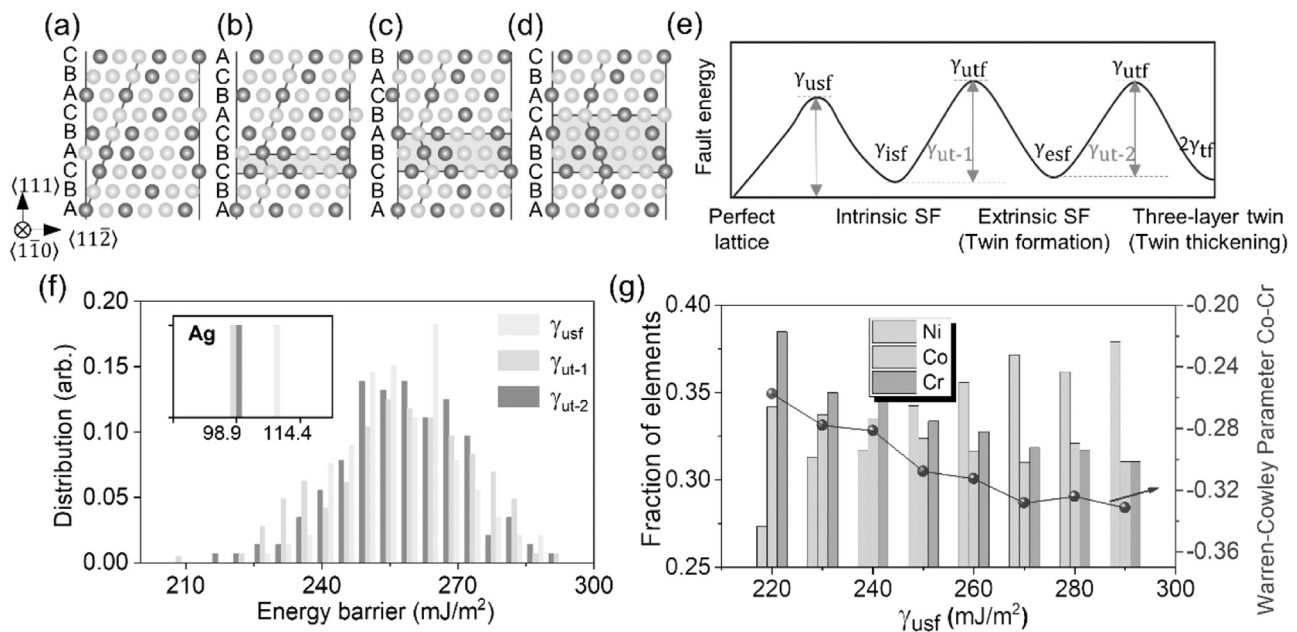 (a)
(b)
(c)
(d)
(e)
C
B
A
C
B
A
B
C
B
A
A
C
B
A
C
B
A
B
C
B
A
B
A
C
B
A
B
C
B
A
C
A
B
C
A
B
C
B
A
⟨111⟩
⟨11̄0⟩
⟨112̄⟩
Fault energy
γusf
γutf
γutf
γisf
γut-1
γesf
γut-2
2γtf
Perfect lattice
Intrinsic SF
Extrinsic SF (Twin formation)
Three-layer twin (Twin thickening)
(f)
Distribution (arb.)
0.20
0.15
0.10
0.05
0.00
Ag
98.9 114.4
γusf
γut-1
γut-2
210 240 270 300
Energy barrier (mJ/m²)
(g)
Fraction of elements
0.40
0.35
0.30
0.25
Ni
Co
Cr
-0.20
-0.24
-0.28
-0.32
-0.36
Warren-Cowley Parameter Co-Cr
220 230 240 250 260 270 280 290 300
γusf (mJ/m²)